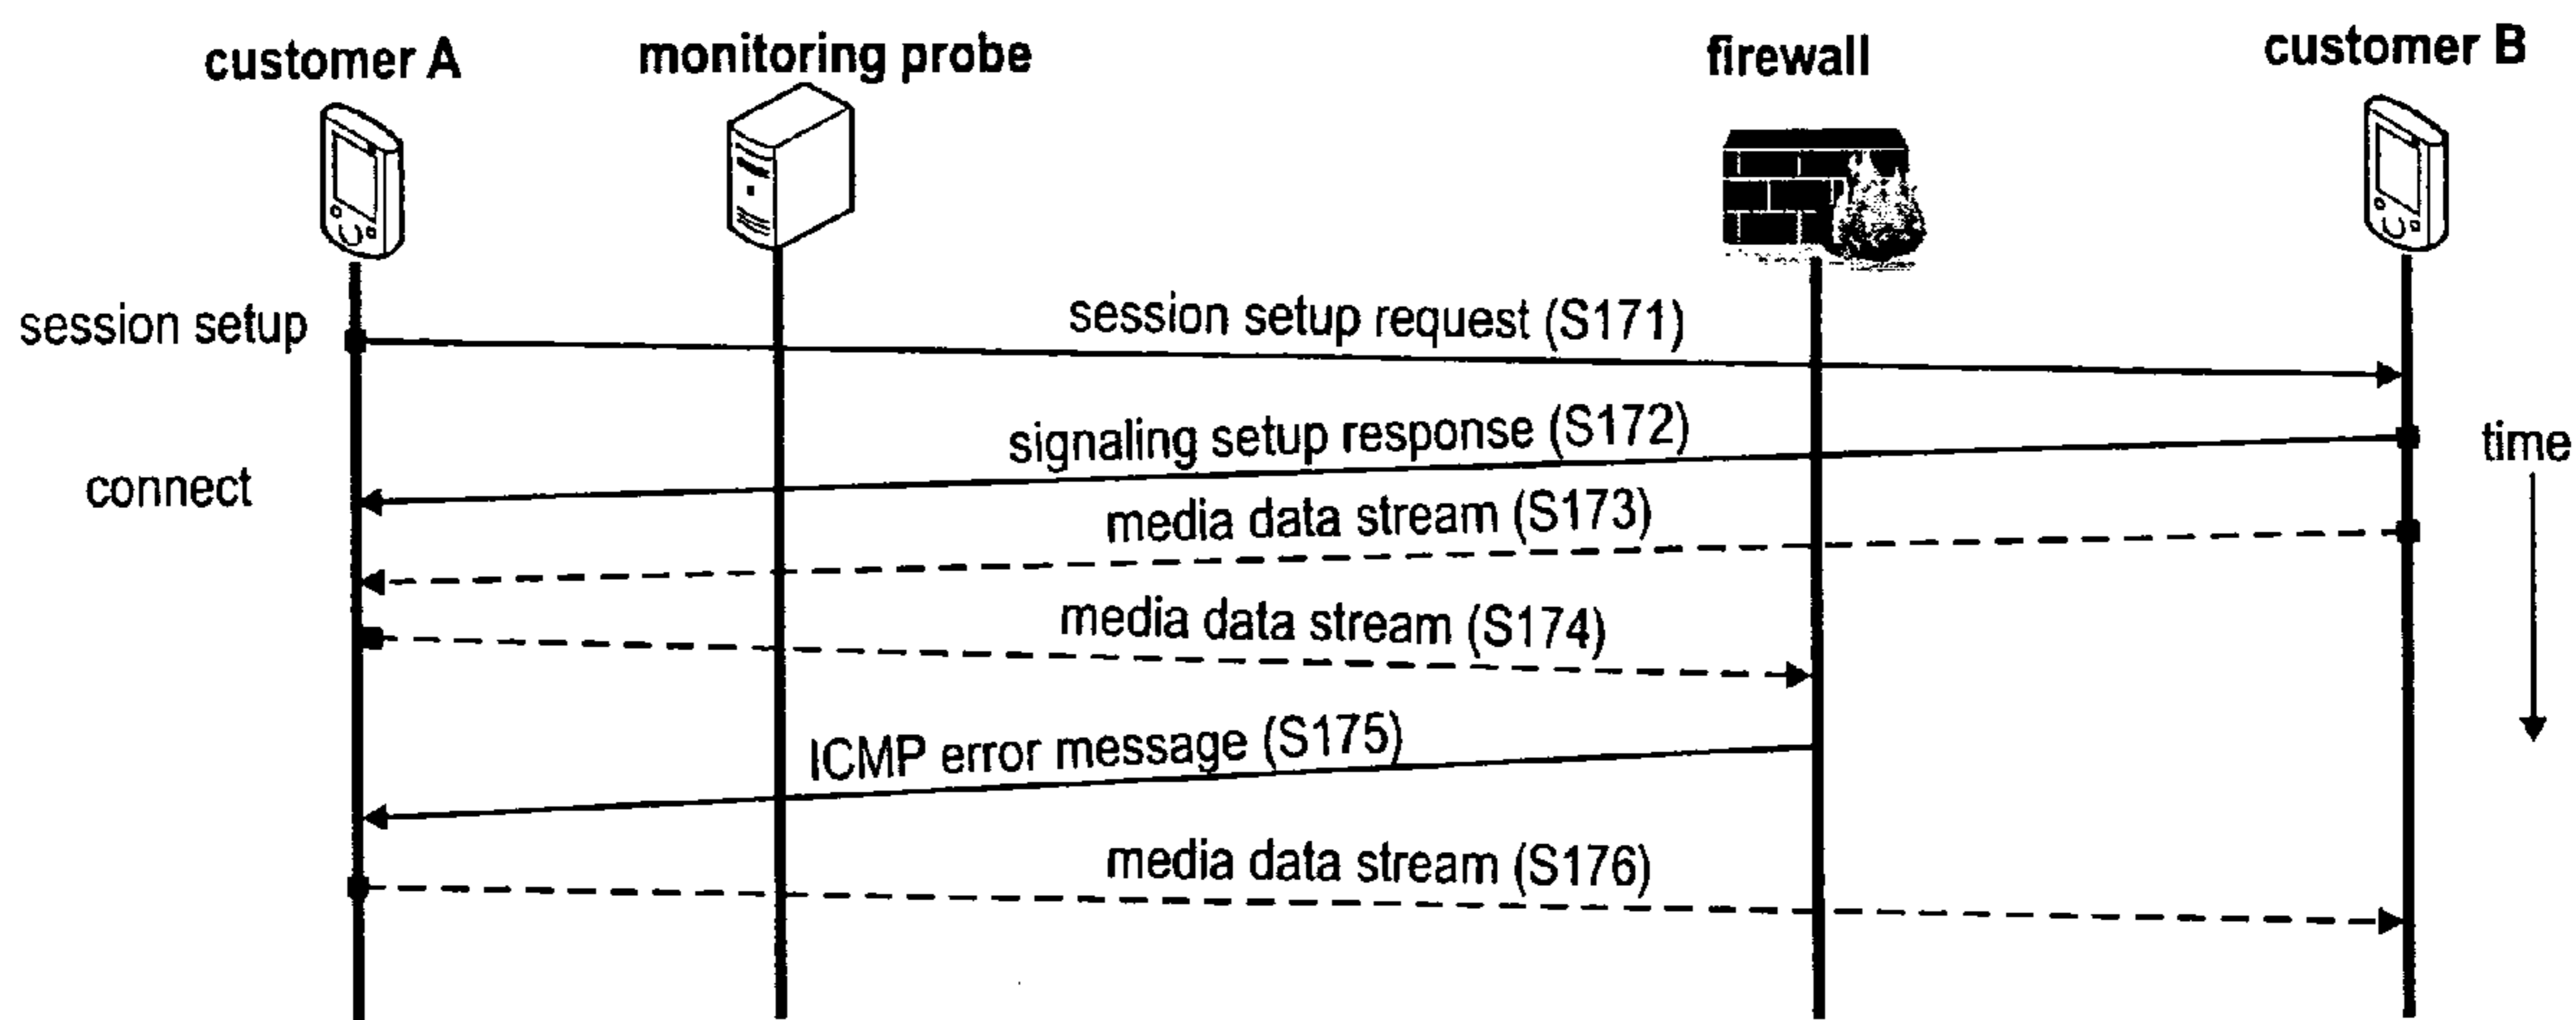 customer A
monitoring probe
firewall
customer B
session setup
session setup request (S171)
signaling setup response (S172)
time
connect
media data stream (S173)
media data stream (S174)
ICMP error message (S175)
media data stream (S176)